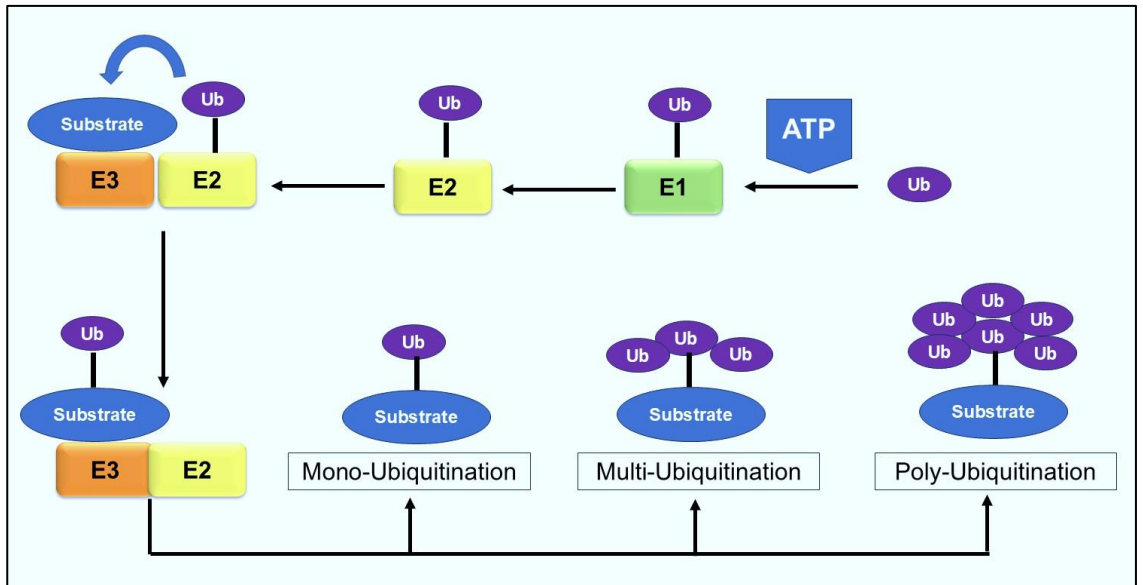 Ub
Ub
Ub
ATP
Substrate
E3
E2
E2
E1
Ub
Ub
Ub
Ub
Ub
Ub
Ub
Ub
Ub
Ub
Ub
Ub
Substrate
Substrate
Substrate
Substrate
E3
E2
Mono-Ubiquitination
Multi-Ubiquitination
Poly-Ubiquitination